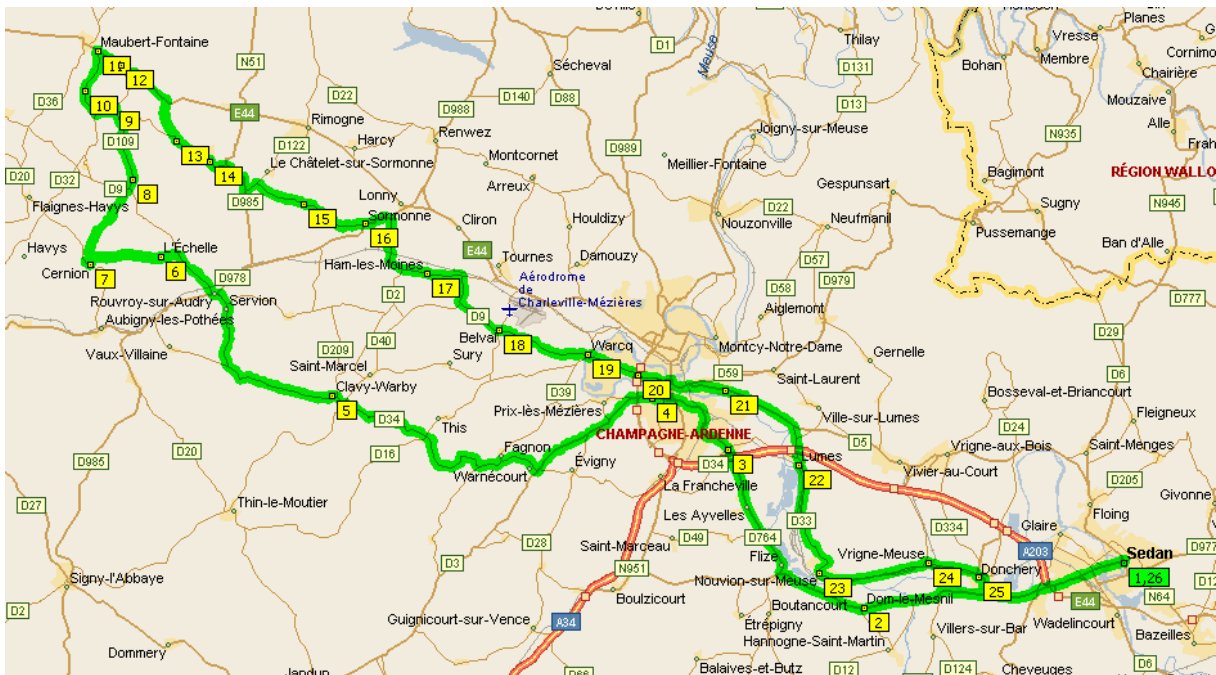 Thilay
Vresse
Planes
Membre
Cornimo
Bohan
Chairière
Maubert-Fontaine
D1
Meuse
N51
Sécheval
D131
Mouzaive
11
12
D36
10
9
E44
D22
D988
D140
D88
D13
Alle
Rimogne
Renwez
Joigny-sur-Meuse
N935
D109
D122
Harcy
D989
13
Le Châtelet-sur-Sormonne
Montcornet
Meillier-Fontaine
RÉGION WALLO
D20
D32
D9
8
14
Arreux
Gespunsart
Bagimont
Flaignes-Havys
D985
Lonny
15
Sormonne
Cliron
Houldizy
Nouzonville
D22
Neufmanil
Sugny
N945
Pussemange
16
Havys
L'Échelle
E44
Tournes
Damouzy
Ban d'Alle
Cernion
7
6
D978
Ham-les-Moines
D57
D979
Aérodrome
de
Charleville-Mézières
17
D58
D777
Rouvroy-sur-Audry
Servion
D2
Aiglemont
Aubigny-les-Pothées
D9
D29
Belval
18
Vaux-Villaine
D209
D40
Warcq
Montcy-Notre-Dame
Saint-Marcel
Sury
19
Gernelle
D59
D6
Saint-Laurent
Clavy-Warby
20
5
D39
Bosseval-et-Briancourt
Prix-lès-Mézières
4
21
Ville-sur-Lumes
Fleigneux
D34
This
CHAMPAGNE-ARDENNE
D24
Fagnon
D5
Vrigne-aux-Bois
Saint-Menges
D985
D20
D16
3
Lumes
Évigny
D34
Vivier-au-Court
Warnécourt
22
D205
La Francheville
Givonne
D27
Thin-le-Moutier
Les Ayvelles
D33
Floing
Glaire
D334
D28
D49
D764
Saint-Marceau
A203
D977
Flize
Vrigne-Meuse
Sedan
D3
N951
Donchery
24
1,26
Signy-l'Abbaye
Nouvion-sur-Meuse
23
25
Boulzicourt
Boutancourt
Dom-le-Mesnil
E44
N64
D2
Guignicourt-sur-Vence
A34
Étrépigny
2
Villers-sur-Bar
Wadelincourt
Hannogne-Saint-Martin
Bazeilles
Dommery
Jandun
Balaives-et-Butz
D12
D124
Cheveuges
D6